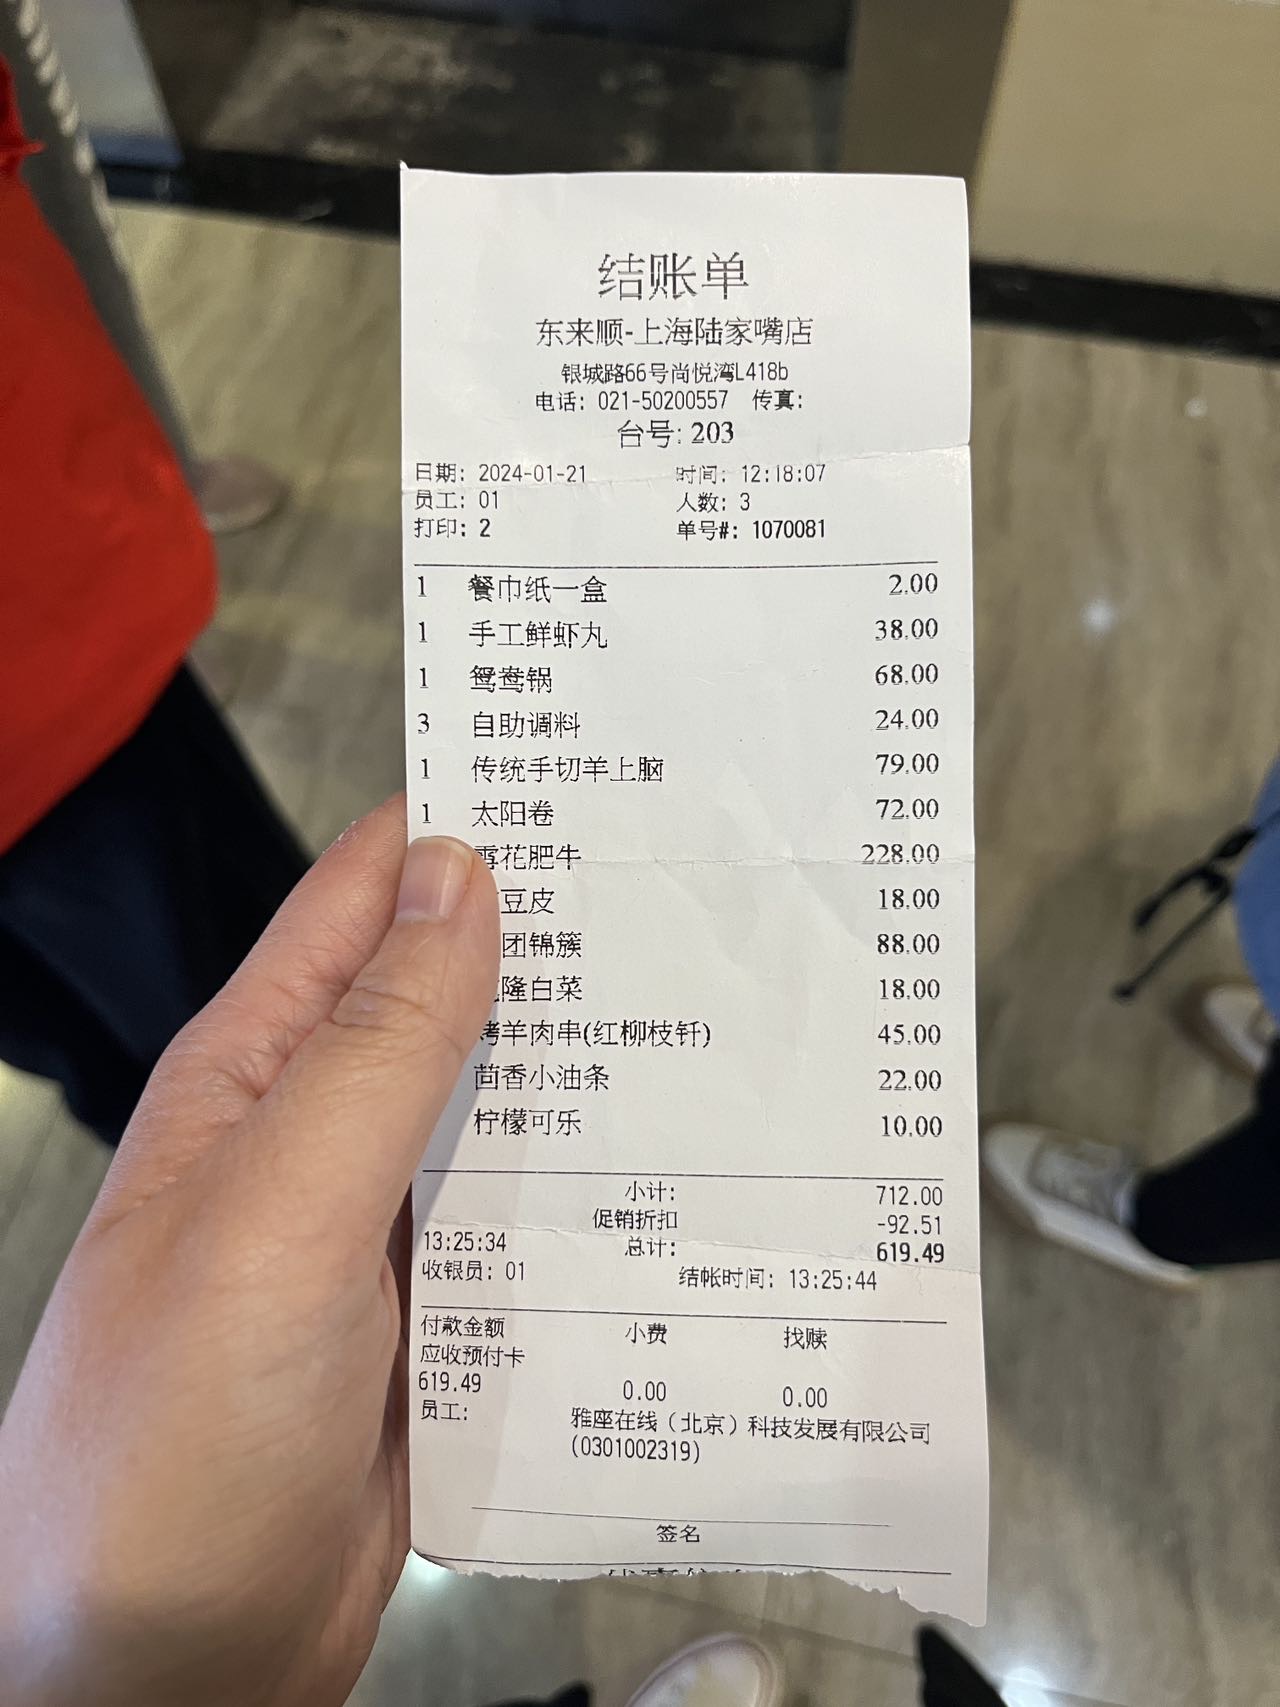 结账单
东来顺-上海陆家嘴店
银城路66号尚悦湾L418b
电话: 021-50200557 传真:
台号: 203
日期: 2024-01-21 时间: 12:18:07
员工: 01 人数: 3
打印: 2 单号#: 1070081
1 餐巾纸一盒 2.00
1 手工鲜虾丸 38.00
1 鸳鸯锅 68.00
3 自助调料 24.00
1 传统手切羊上脑 79.00
1 太阳卷 72.00
雪花肥牛 228.00
豆皮 18.00
团锦簇 88.00
隆白菜 18.00
烤羊肉串(红柳枝钎) 45.00
茴香小油条 22.00
柠檬可乐 10.00
小计: 712.00
促销折扣 -92.51
13:25:34 总计: 619.49
收银员: 01 结帐时间: 13:25:44
付款金额 小费 找赎
应收预付卡
619.49 0.00 0.00
员工: 雅座在线（北京）科技发展有限公司
(0301002319)
签名